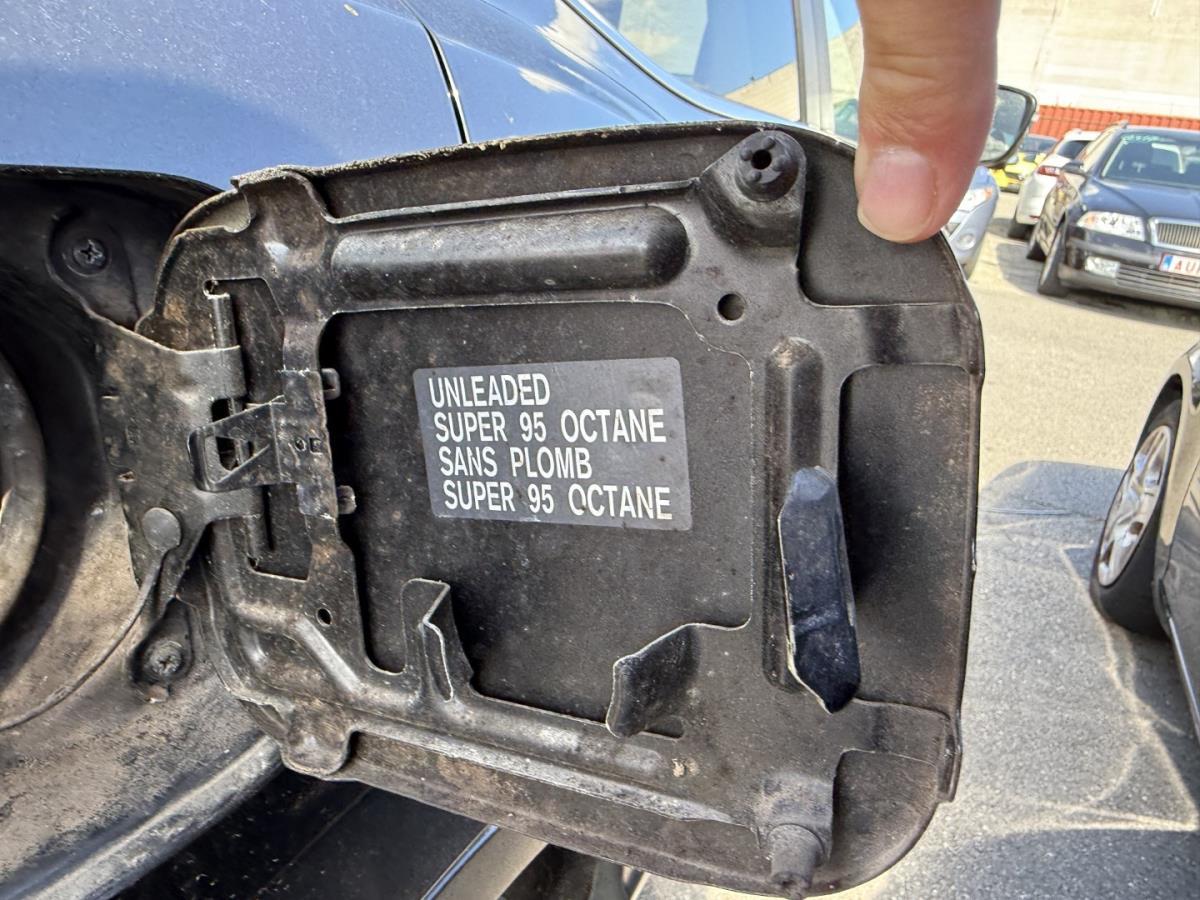 UNLEADED
SUPER 95 OCTANE
SANS PLOMB
SUPER 95 OCTANE